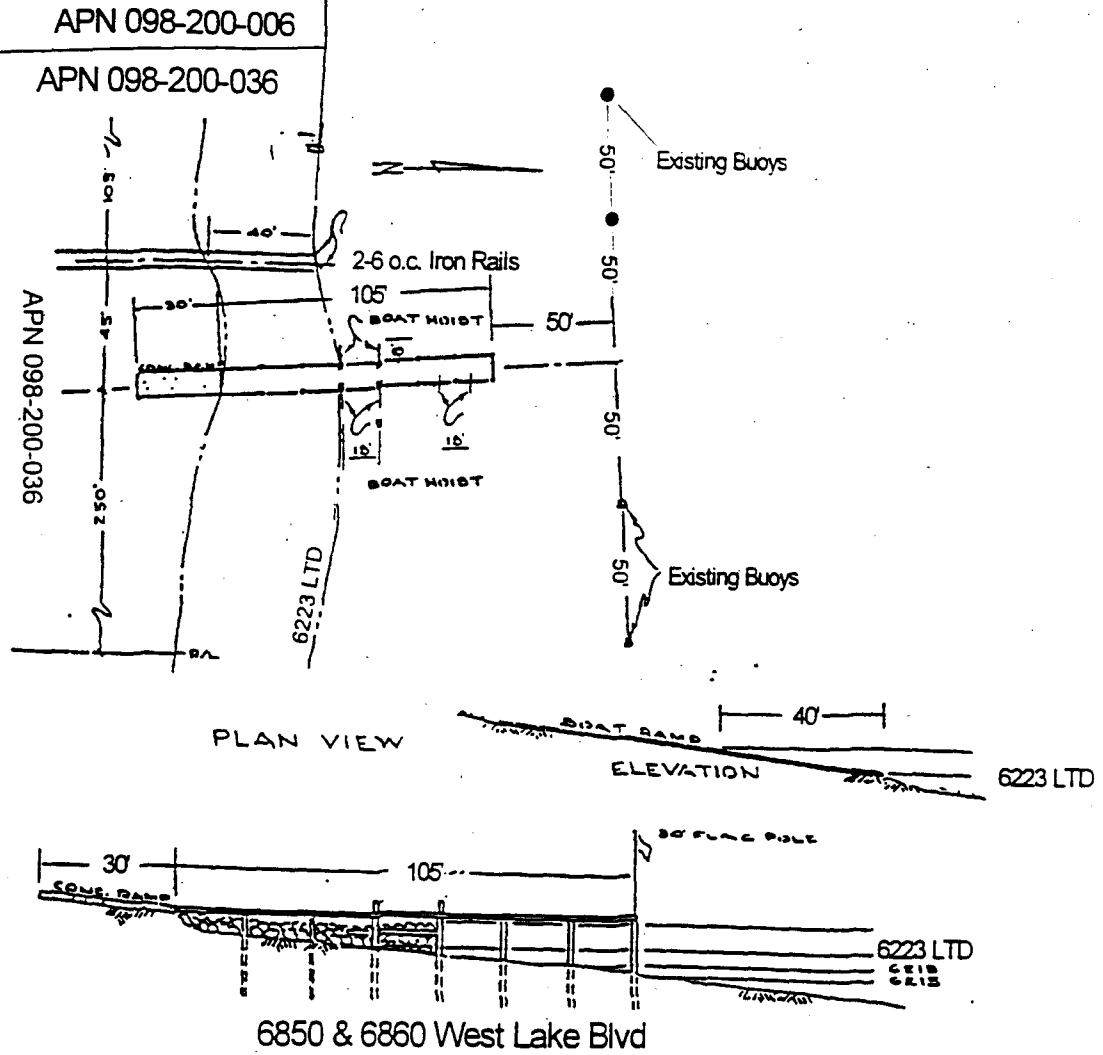 APN 098-200-006
APN 098-200-036
105'
50'
Existing Buoys
N
40'
2-6 o.c. Iron Rails
50'
30'
105'
BOAT HOIST
50'
10'
45'
APN 098-200-036
50'
10'
10'
BOAT HOIST
250'
6223 LTD
50'
Existing Buoys
PLAN VIEW
BOAT RAMP
40'
ELEVATION
6223 LTD
30' FLAG POLE
30'
105'
CONC. RAMP
6223 LTD
6850 & 6860 West Lake Blvd